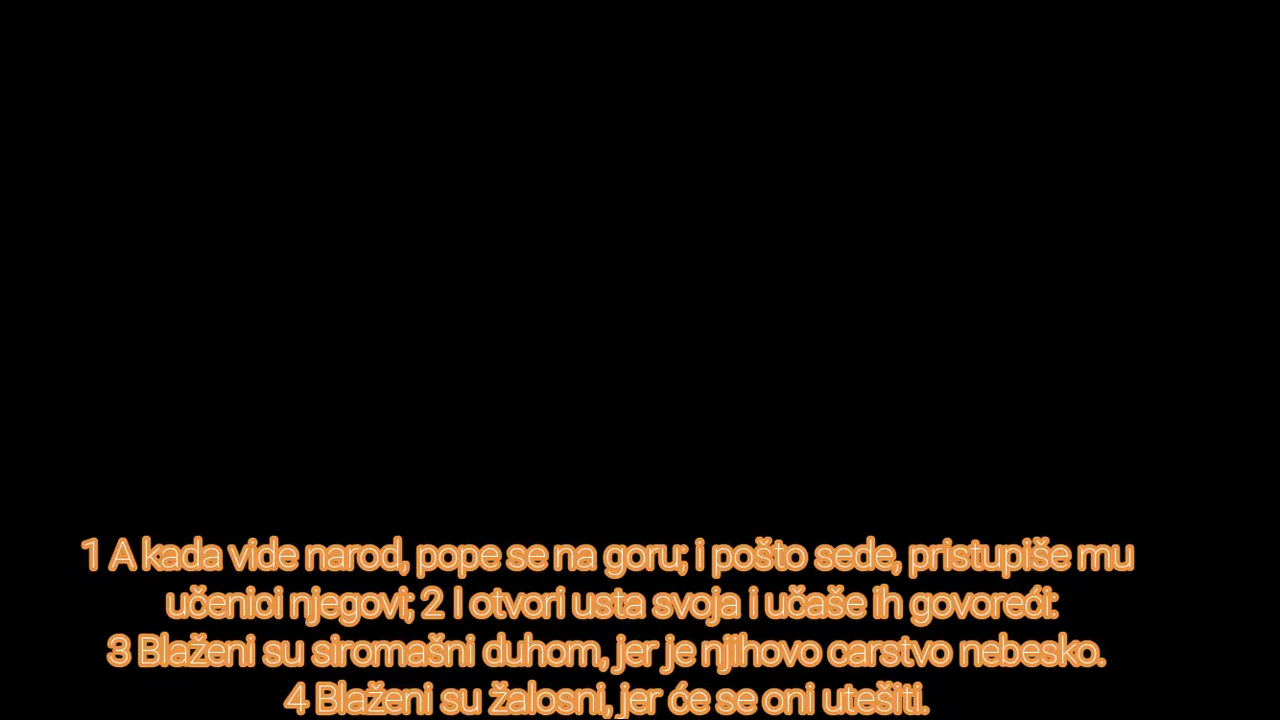 1 A kada vide narod, pope se na goru; i pošto sede, pristupiše mu
učenici njegovi; 2 I otvori usta svoja i učaše ih govoreći:
3 Blaženi su siromašni duhom, jer je njihovo carstvo nebesko.
4 Blaženi su žalosni, jer će se oni utešiti.